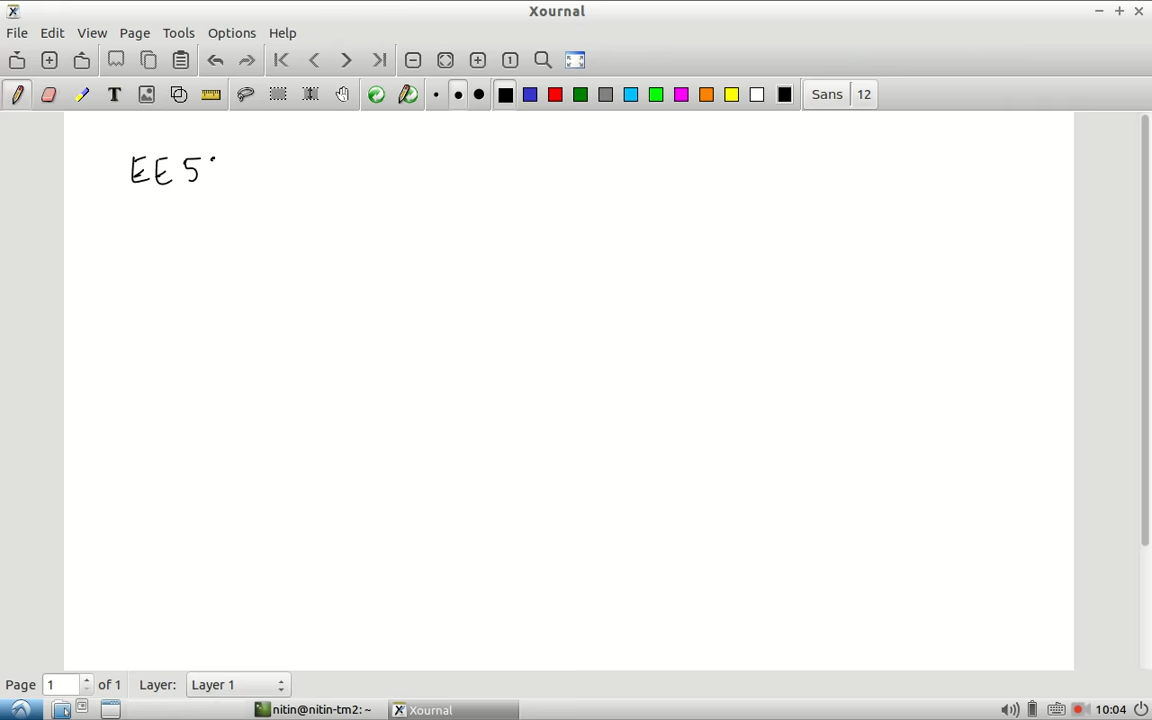 Xournal
File Edit View Page Tools Options Help
Sans 12
EE 5
Page 1 of 1 Layer: Layer 1
nitin@nitin-tm2: ~ Xournal 10:04